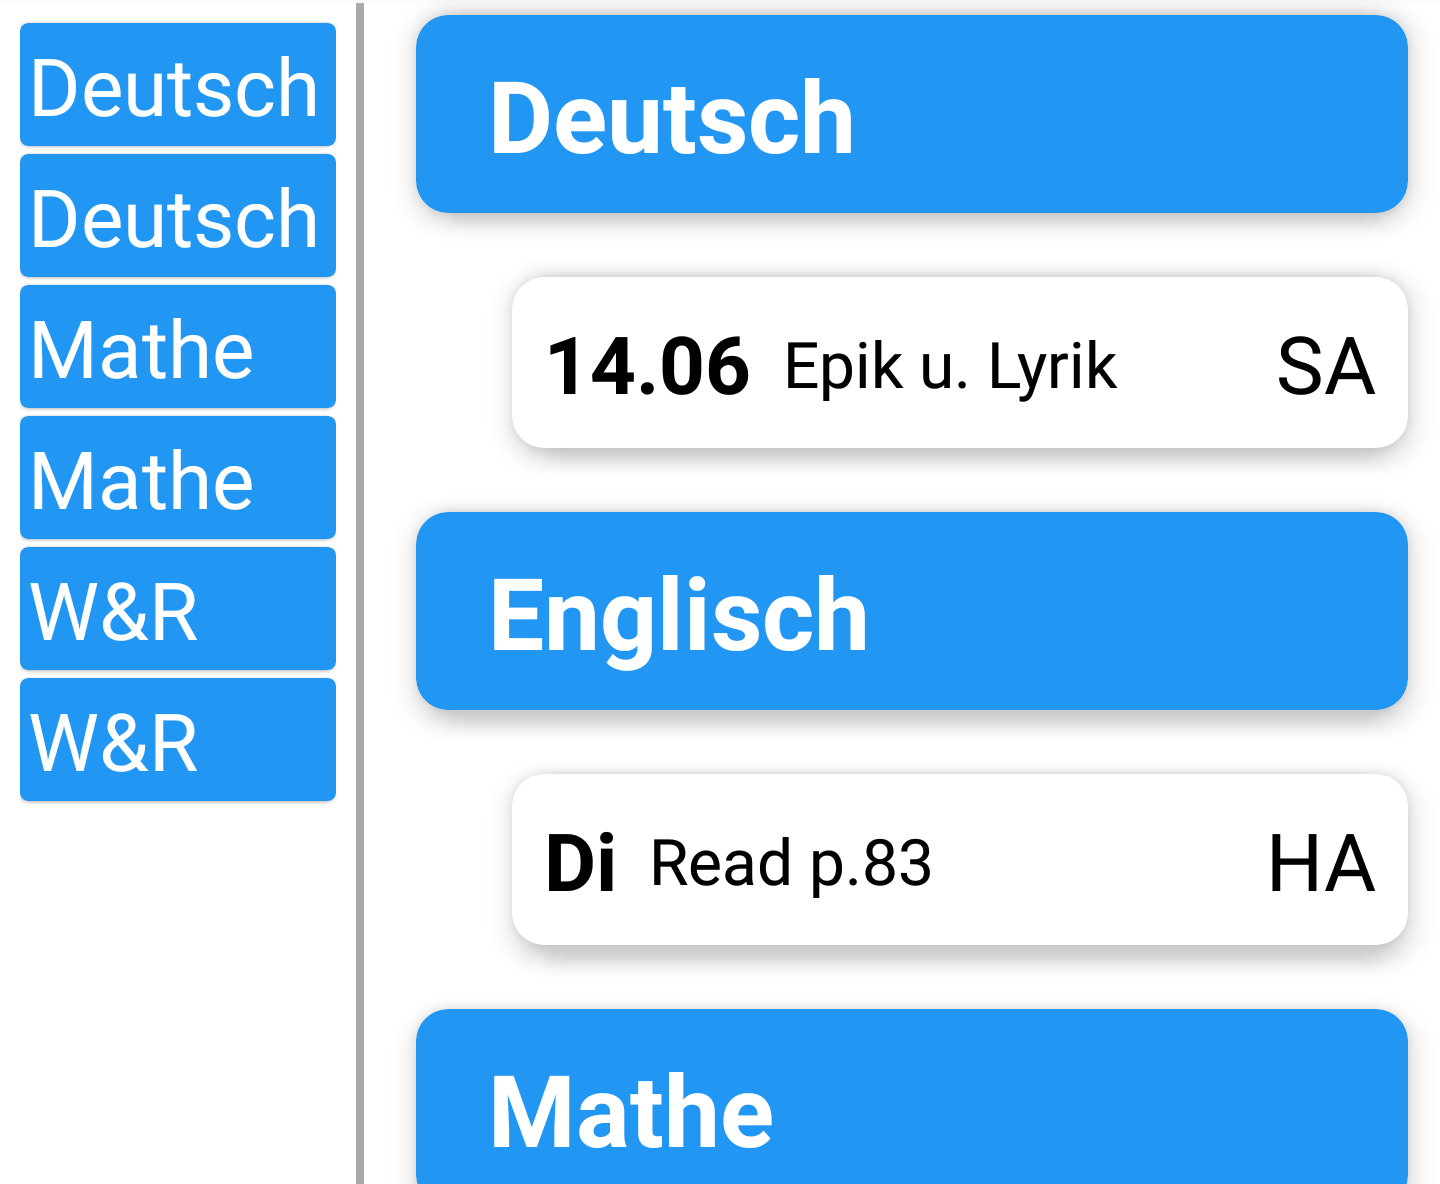 Deutsch
Deutsch
Mathe
Mathe
W&R
W&R
Deutsch
14.06 Epik u. Lyrik SA
Englisch
Di Read p.83 HA
Mathe